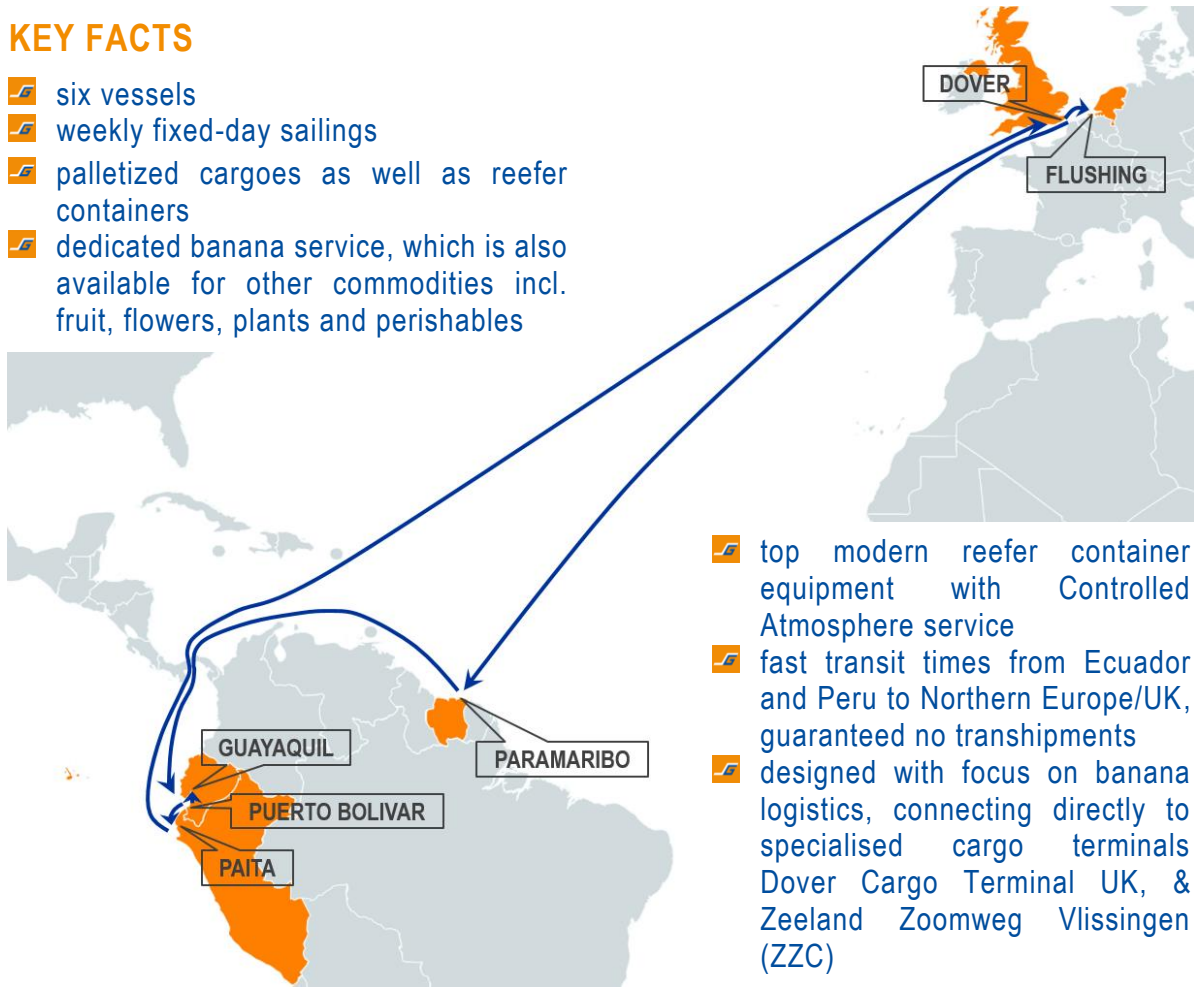 KEY FACTS
six vessels
weekly fixed-day sailings
palletized cargoes as well as reefer
containers
dedicated banana service, which is also
available for other commodities incl.
fruit, flowers, plants and perishables
DOVER
FLUSHING
GUAYAQUIL
PUERTO BOLIVAR
PAITA
PARAMARIBO
top modern reefer container
equipment with Controlled
Atmosphere service
fast transit times from Ecuador
and Peru to Northern Europe/UK,
guaranteed no transhipments
designed with focus on banana
logistics, connecting directly to
specialised cargo terminals
Dover Cargo Terminal UK, &
Zeeland Zoomweg Vlissingen
(ZZC)